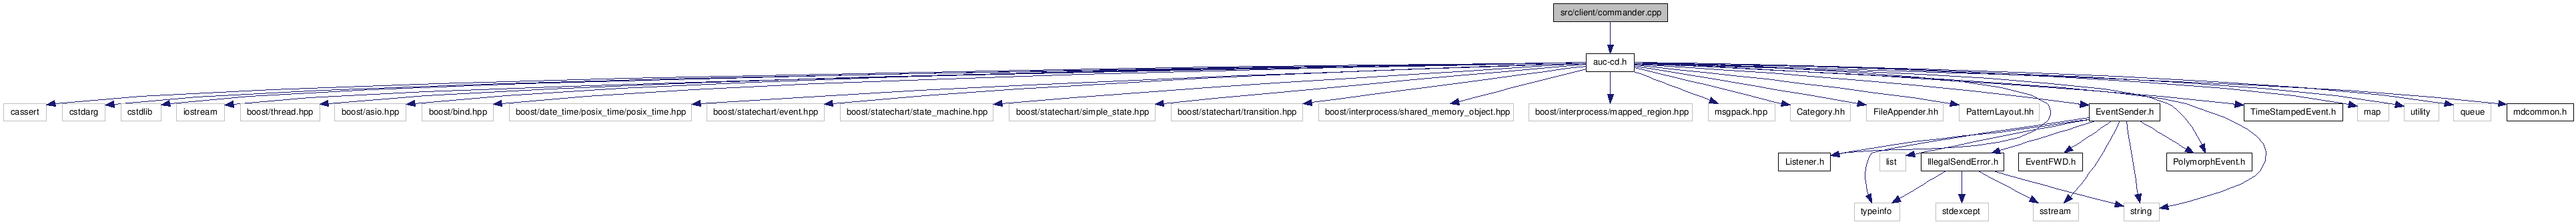 src/client/commander.cpp
auc-cd.h
cassert
cstdarg
cstdlib
iostream
boost/thread.hpp
boost/asio.hpp
boost/bind.hpp
boost/date_time/posix_time/posix_time.hpp
boost/statechart/event.hpp
boost/statechart/state_machine.hpp
boost/statechart/simple_state.hpp
boost/statechart/transition.hpp
boost/interprocess/shared_memory_object.hpp
boost/interprocess/mapped_region.hpp
msgpack.hpp
Category.hh
FileAppender.hh
PatternLayout.hh
EventSender.h
TimeStampedEvent.h
map
utility
queue
mdcommon.h
Listener.h
list
IllegalSendError.h
EventFWD.h
PolymorphEvent.h
typeinfo
stdexcept
sstream
string